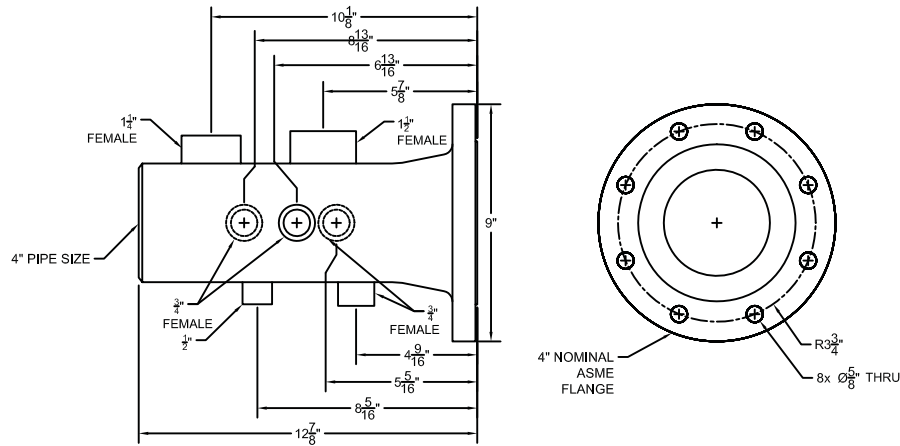 10 1/8"
8 13/16"
6 13/16"
5 7/8"
1 1/4"
FEMALE
1 1/2"
FEMALE
9"
4" PIPE SIZE
3/4"
FEMALE
1/2"
3/4"
FEMALE
4 9/16"
5 5/16"
8 5/16"
12 7/8"
4" NOMINAL
ASME
FLANGE
R3 3/4"
8x Ø5/8" THRU